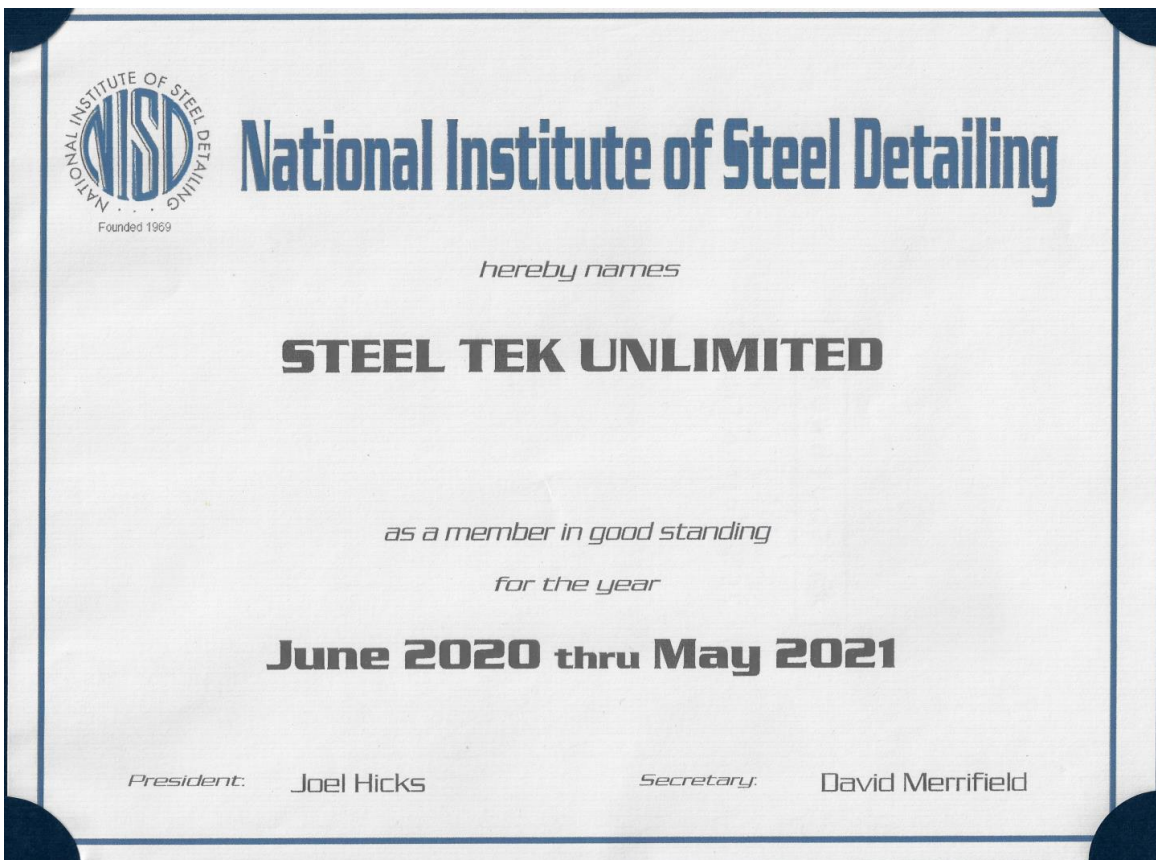 NATIONAL INSTITUTE OF STEEL DETAILING
NISD
Founded 1969
National Institute of Steel Detailing
hereby names
STEEL TEK UNLIMITED
as a member in good standing
for the year
June 2020 thru May 2021
President: Joel Hicks Secretary: David Merrifield